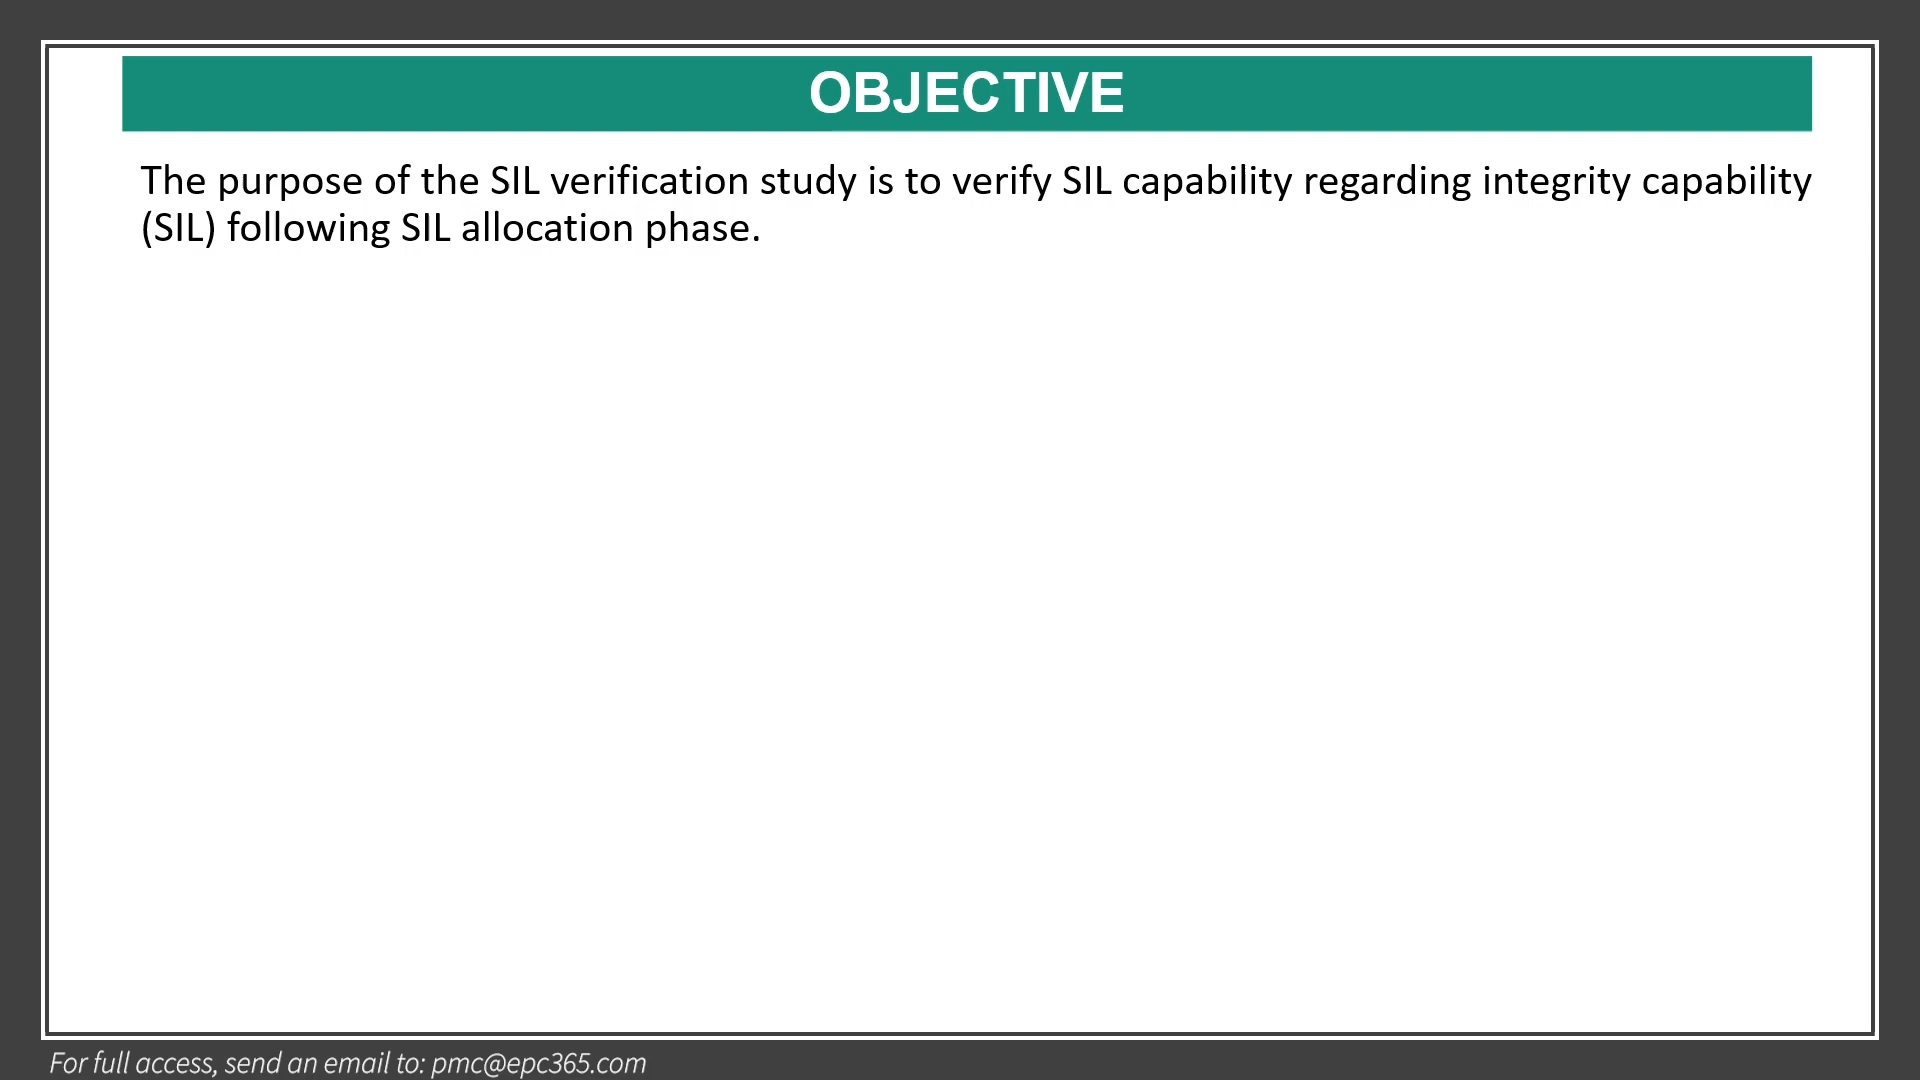 OBJECTIVE
The purpose of the SIL verification study is to verify SIL capability regarding integrity capability
(SIL) following SIL allocation phase.
For full access, send an email to: pmc@epc365.com